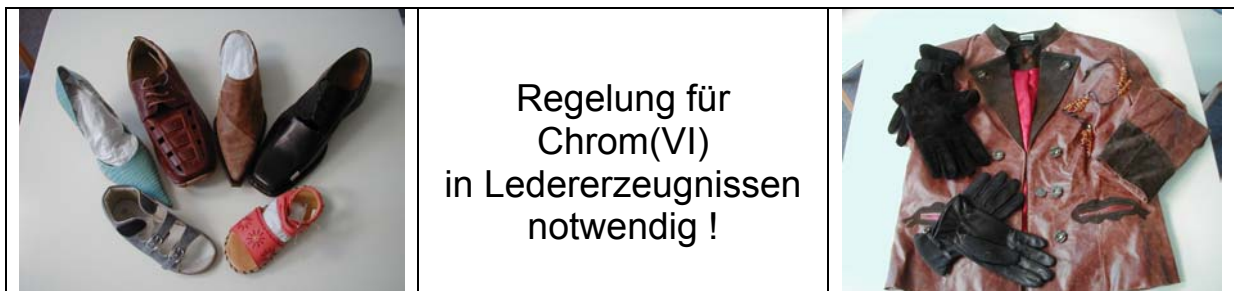 Regelung für
Chrom(VI)
in Ledererzeugnissen
notwendig !